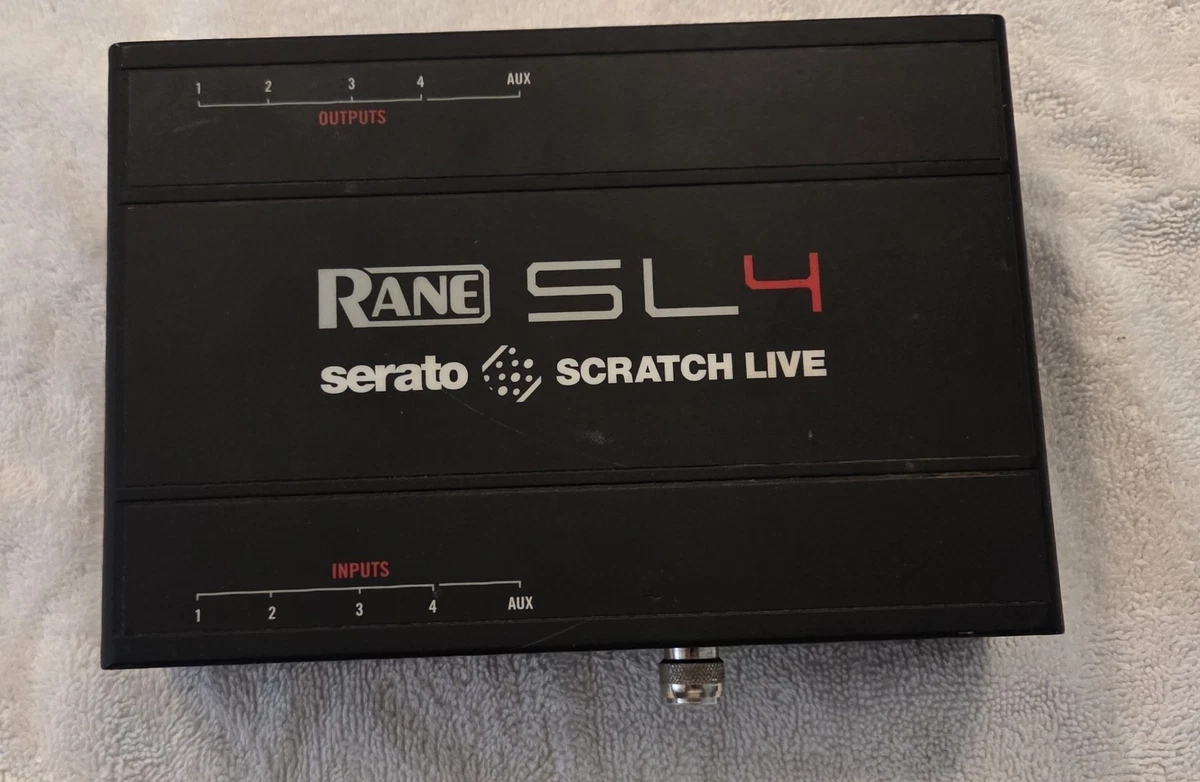 1 2 3 4 AUX
OUTPUTS
RANE SL4
serato SCRATCH LIVE
INPUTS
1 2 3 4 AUX